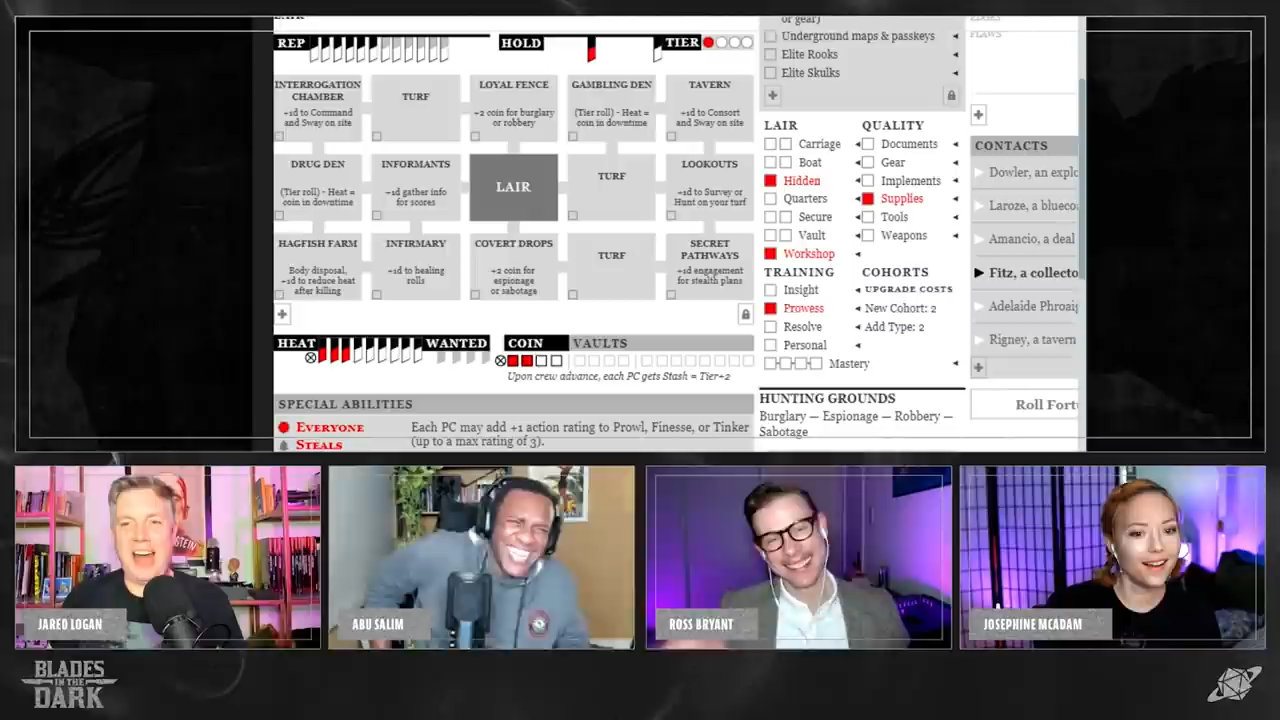 REP
HOLD
TIER
INTERROGATION
CHAMBER
+1d to Command
and Sway on site
TURF
LOYAL FENCE
+2 coin for burglary
or robbery
GAMBLING DEN
(Tier roll) - Heat =
coin in downtime
TAVERN
+1d to Consort
and Sway on site
DRUG DEN
(Tier roll) - Heat =
coin in downtime
INFORMANTS
+1d gather info
for scores
LAIR
TURF
LOOKOUTS
+1d to Survey or
Hunt on your turf
HAGFISH FARM
Body disposal,
+1d to reduce heat
after killing
INFIRMARY
+1d to healing
rolls
COVERT DROPS
+2 coin for
espionage
or sabotage
TURF
SECRET
PATHWAYS
+1d engagement
for stealth plans
HEAT
WANTED
COIN
VAULTS
Upon crew advance, each PC gets Stash = Tier+2
SPECIAL ABILITIES
EVERYONE
STEALS
Each PC may add +1 action rating to Prowl, Finesse, or Tinker
(up to a max rating of 3).
or gear)
Underground maps & passkeys
Elite Rooks
Elite Skulks
LAIR
Carriage
Boat
Hidden
Quarters
Secure
Vault
Workshop
QUALITY
Documents
Gear
Implements
Supplies
Tools
Weapons
TRAINING
Insight
Prowess
Resolve
Personal
Mastery
COHORTS
UPGRADE COSTS
New Cohort: 2
Add Type: 2
HUNTING GROUNDS
Burglary — Espionage — Robbery —
Sabotage
FLAWS
CONTACTS
Dowler, an explo
Laroze, a blueco
Amancio, a deal
Fitz, a collecto
Adelaide Phroaig
Rigney, a tavern
Roll Fort
JARED LOGAN
ABU SALIM
ROSS BRYANT
JOSEPHINE MCADAM
BLADES
IN THE
DARK